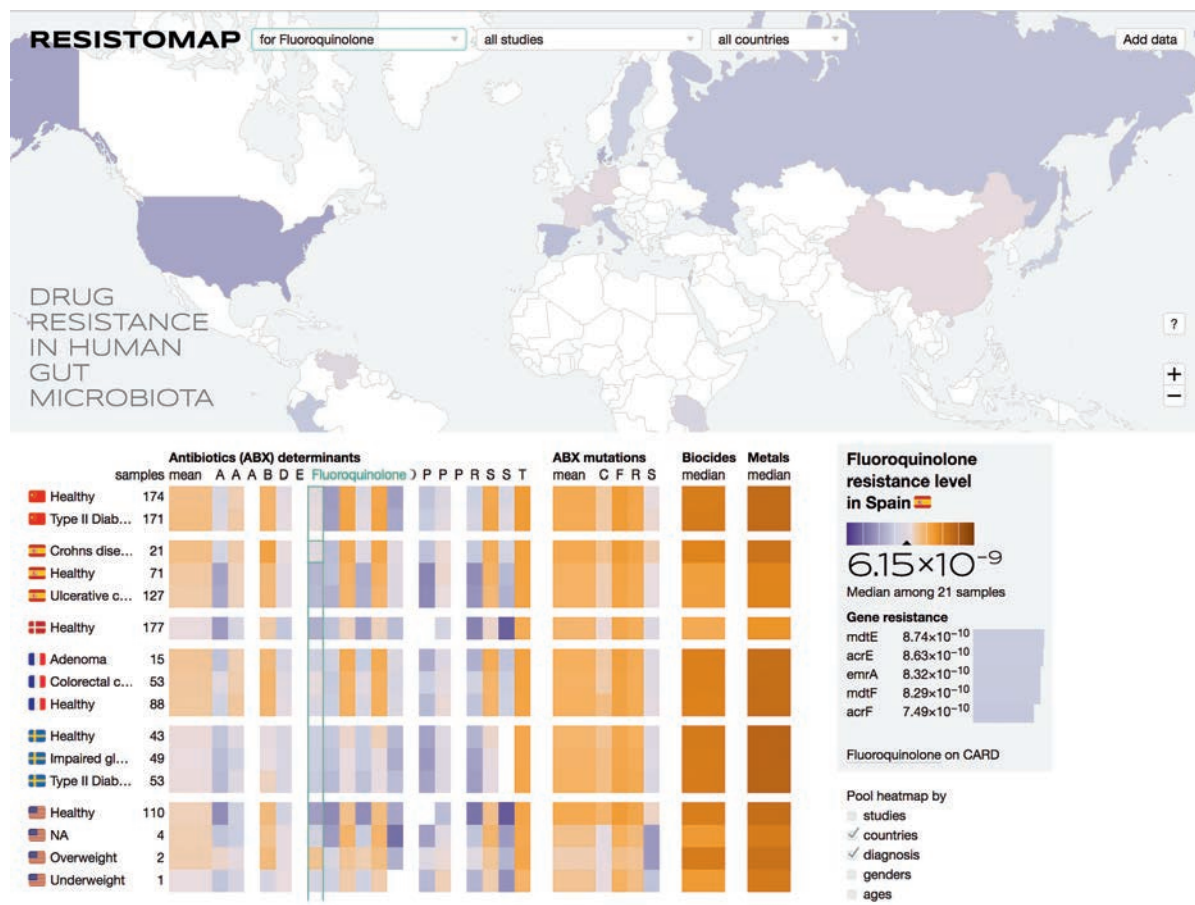 RESISTOMAP
for Fluoroquinolone
all studies
all countries
Add data
DRUG
RESISTANCE
IN HUMAN
GUT
MICROBIOTA
?
+
−
Antibiotics (ABX) determinants
ABX mutations
Biocides
Metals
samples mean A A A B D E Fluoroquinolone P P P R S S T mean C F R S median median
Healthy 174
Type II Diab... 171
Crohns dise... 21
Healthy 71
Ulcerative c... 127
Healthy 177
Adenoma 15
Colorectal c... 53
Healthy 88
Healthy 43
Impaired gl... 49
Type II Diab... 53
Healthy 110
NA 4
Overweight 2
Underweight 1
Fluoroquinolone
resistance level
in Spain
6.15×10⁻⁹
Median among 21 samples
Gene resistance
mdtE 8.74×10⁻¹⁰
acrE 8.63×10⁻¹⁰
emrA 8.32×10⁻¹⁰
mdtF 8.29×10⁻¹⁰
acrF 7.49×10⁻¹⁰
Fluoroquinolone on CARD
Pool heatmap by
studies
countries
diagnosis
genders
ages